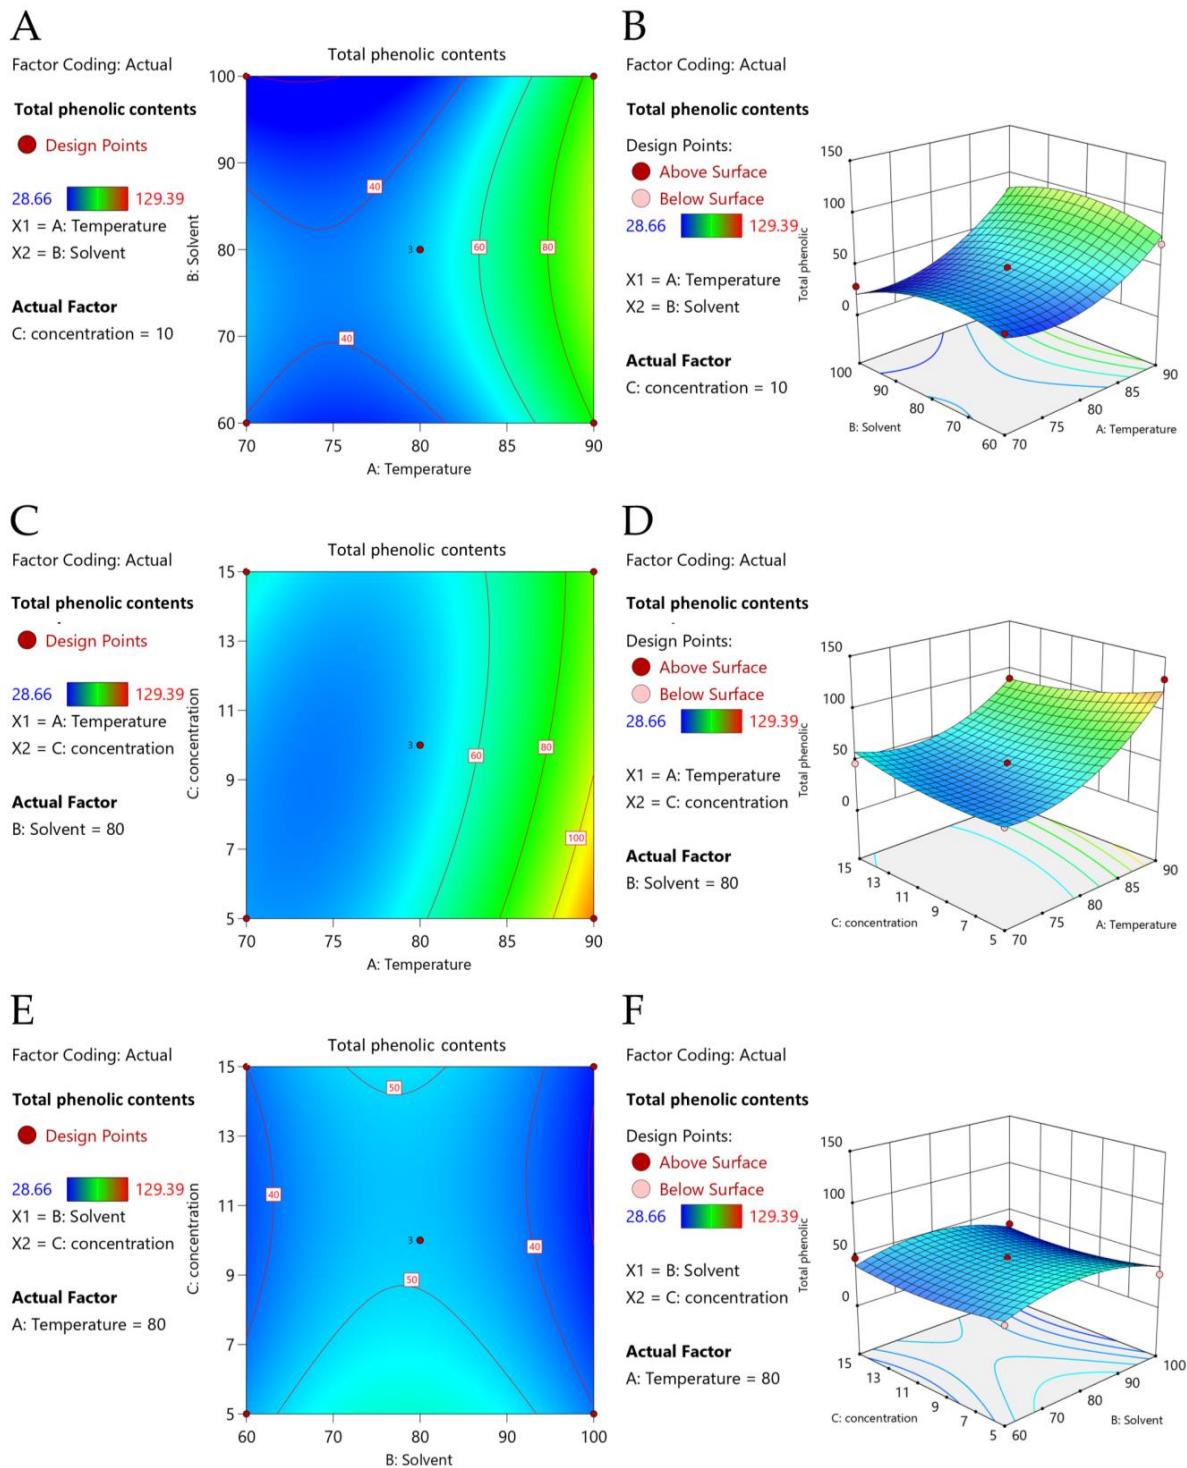 A
Factor Coding: Actual
Total phenolic contents
Design Points
28.66 129.39
X1 = A: Temperature
X2 = B: Solvent
Actual Factor
C: concentration = 10
Total phenolic contents
B: Solvent
100
90
80
70
60
40
60
80
3
40
70 75 80 85 90
A: Temperature
B
Factor Coding: Actual
Total phenolic contents
Design Points:
Above Surface
Below Surface
28.66 129.39
X1 = A: Temperature
X2 = B: Solvent
Actual Factor
C: concentration = 10
Total phenolic
150
100
50
0
100 90 80 70 60
B: Solvent
70 75 80 85 90
A: Temperature
C
Factor Coding: Actual
Total phenolic contents
Design Points
28.66 129.39
X1 = A: Temperature
X2 = C: concentration
Actual Factor
B: Solvent = 80
Total phenolic contents
C: concentration
15
13
11
9
7
5
3
60
80
100
70 75 80 85 90
A: Temperature
D
Factor Coding: Actual
Total phenolic contents
Design Points:
Above Surface
Below Surface
28.66 129.39
X1 = A: Temperature
X2 = C: concentration
Actual Factor
B: Solvent = 80
Total phenolic
150
100
50
0
15 13 11 9 7 5
C: concentration
70 75 80 85 90
A: Temperature
E
Factor Coding: Actual
Total phenolic contents
Design Points
28.66 129.39
X1 = B: Solvent
X2 = C: concentration
Actual Factor
A: Temperature = 80
Total phenolic contents
C: concentration
15
13
11
9
7
5
50
40
3
40
50
60 70 80 90 100
B: Solvent
F
Factor Coding: Actual
Total phenolic contents
Design Points:
Above Surface
Below Surface
28.66 129.39
X1 = B: Solvent
X2 = C: concentration
Actual Factor
A: Temperature = 80
Total phenolic
150
100
50
0
15 13 11 9 7 5
C: concentration
60 70 80 90 100
B: Solvent